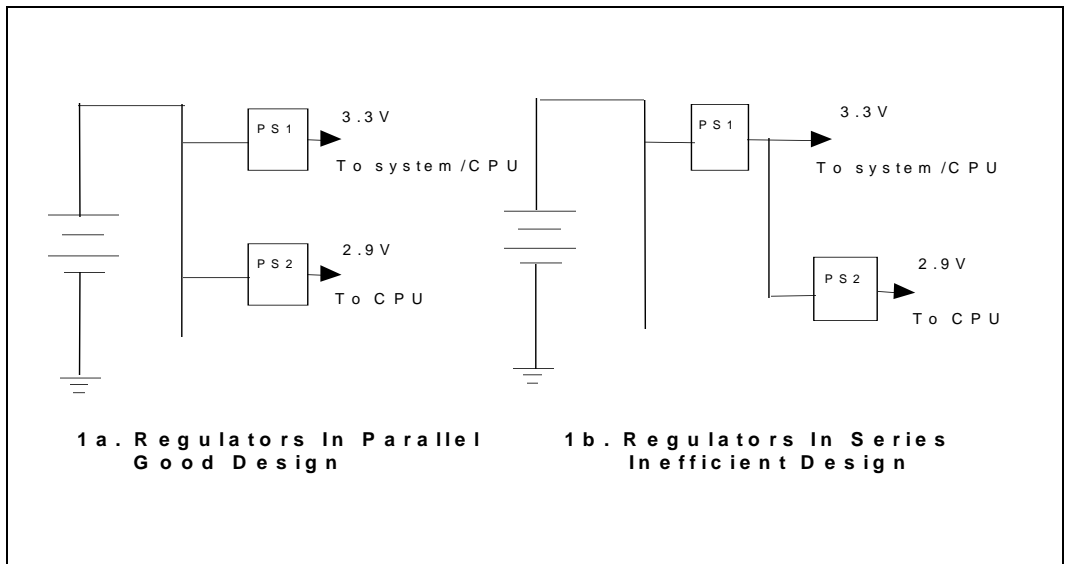 PS1
3.3V
To system/CPU
PS2
2.9V
To CPU
1a. Regulators In Parallel
Good Design
PS1
3.3V
To system/CPU
PS2
2.9V
To CPU
1b. Regulators In Series
Inefficient Design